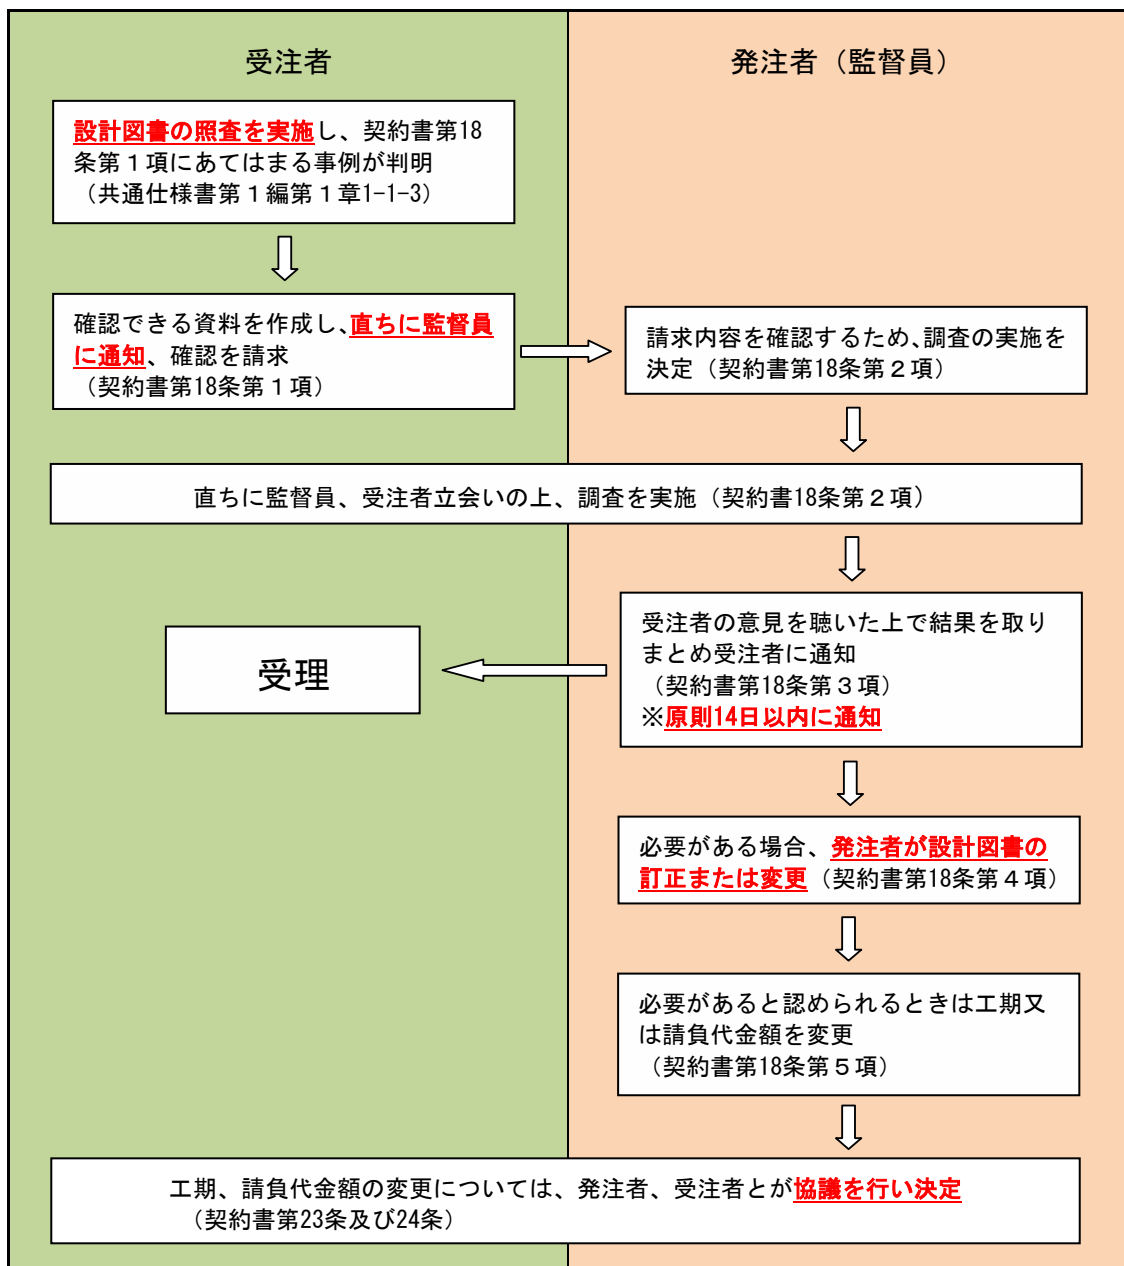 受注者
発注者（監督員）
設計図書の照査を実施し、契約書第18
条第１項にあてはまる事例が判明
（共通仕様書第１編第１章1-1-3）
確認できる資料を作成し、直ちに監督員
に通知、確認を請求
（契約書第18条第１項）
請求内容を確認するため、調査の実施を
決定（契約書第18条第２項）
直ちに監督員、受注者立会いの上、調査を実施（契約書18条第２項）
受注者の意見を聴いた上で結果を取り
まとめ受注者に通知
（契約書第18条第３項）
※原則14日以内に通知
受理
必要がある場合、発注者が設計図書の
訂正または変更（契約書第18条第４項）
必要があると認められるときは工期又
は請負代金額を変更
（契約書第18条第５項）
工期、請負代金額の変更については、発注者、受注者とが協議を行い決定
（契約書第23条及び24条）